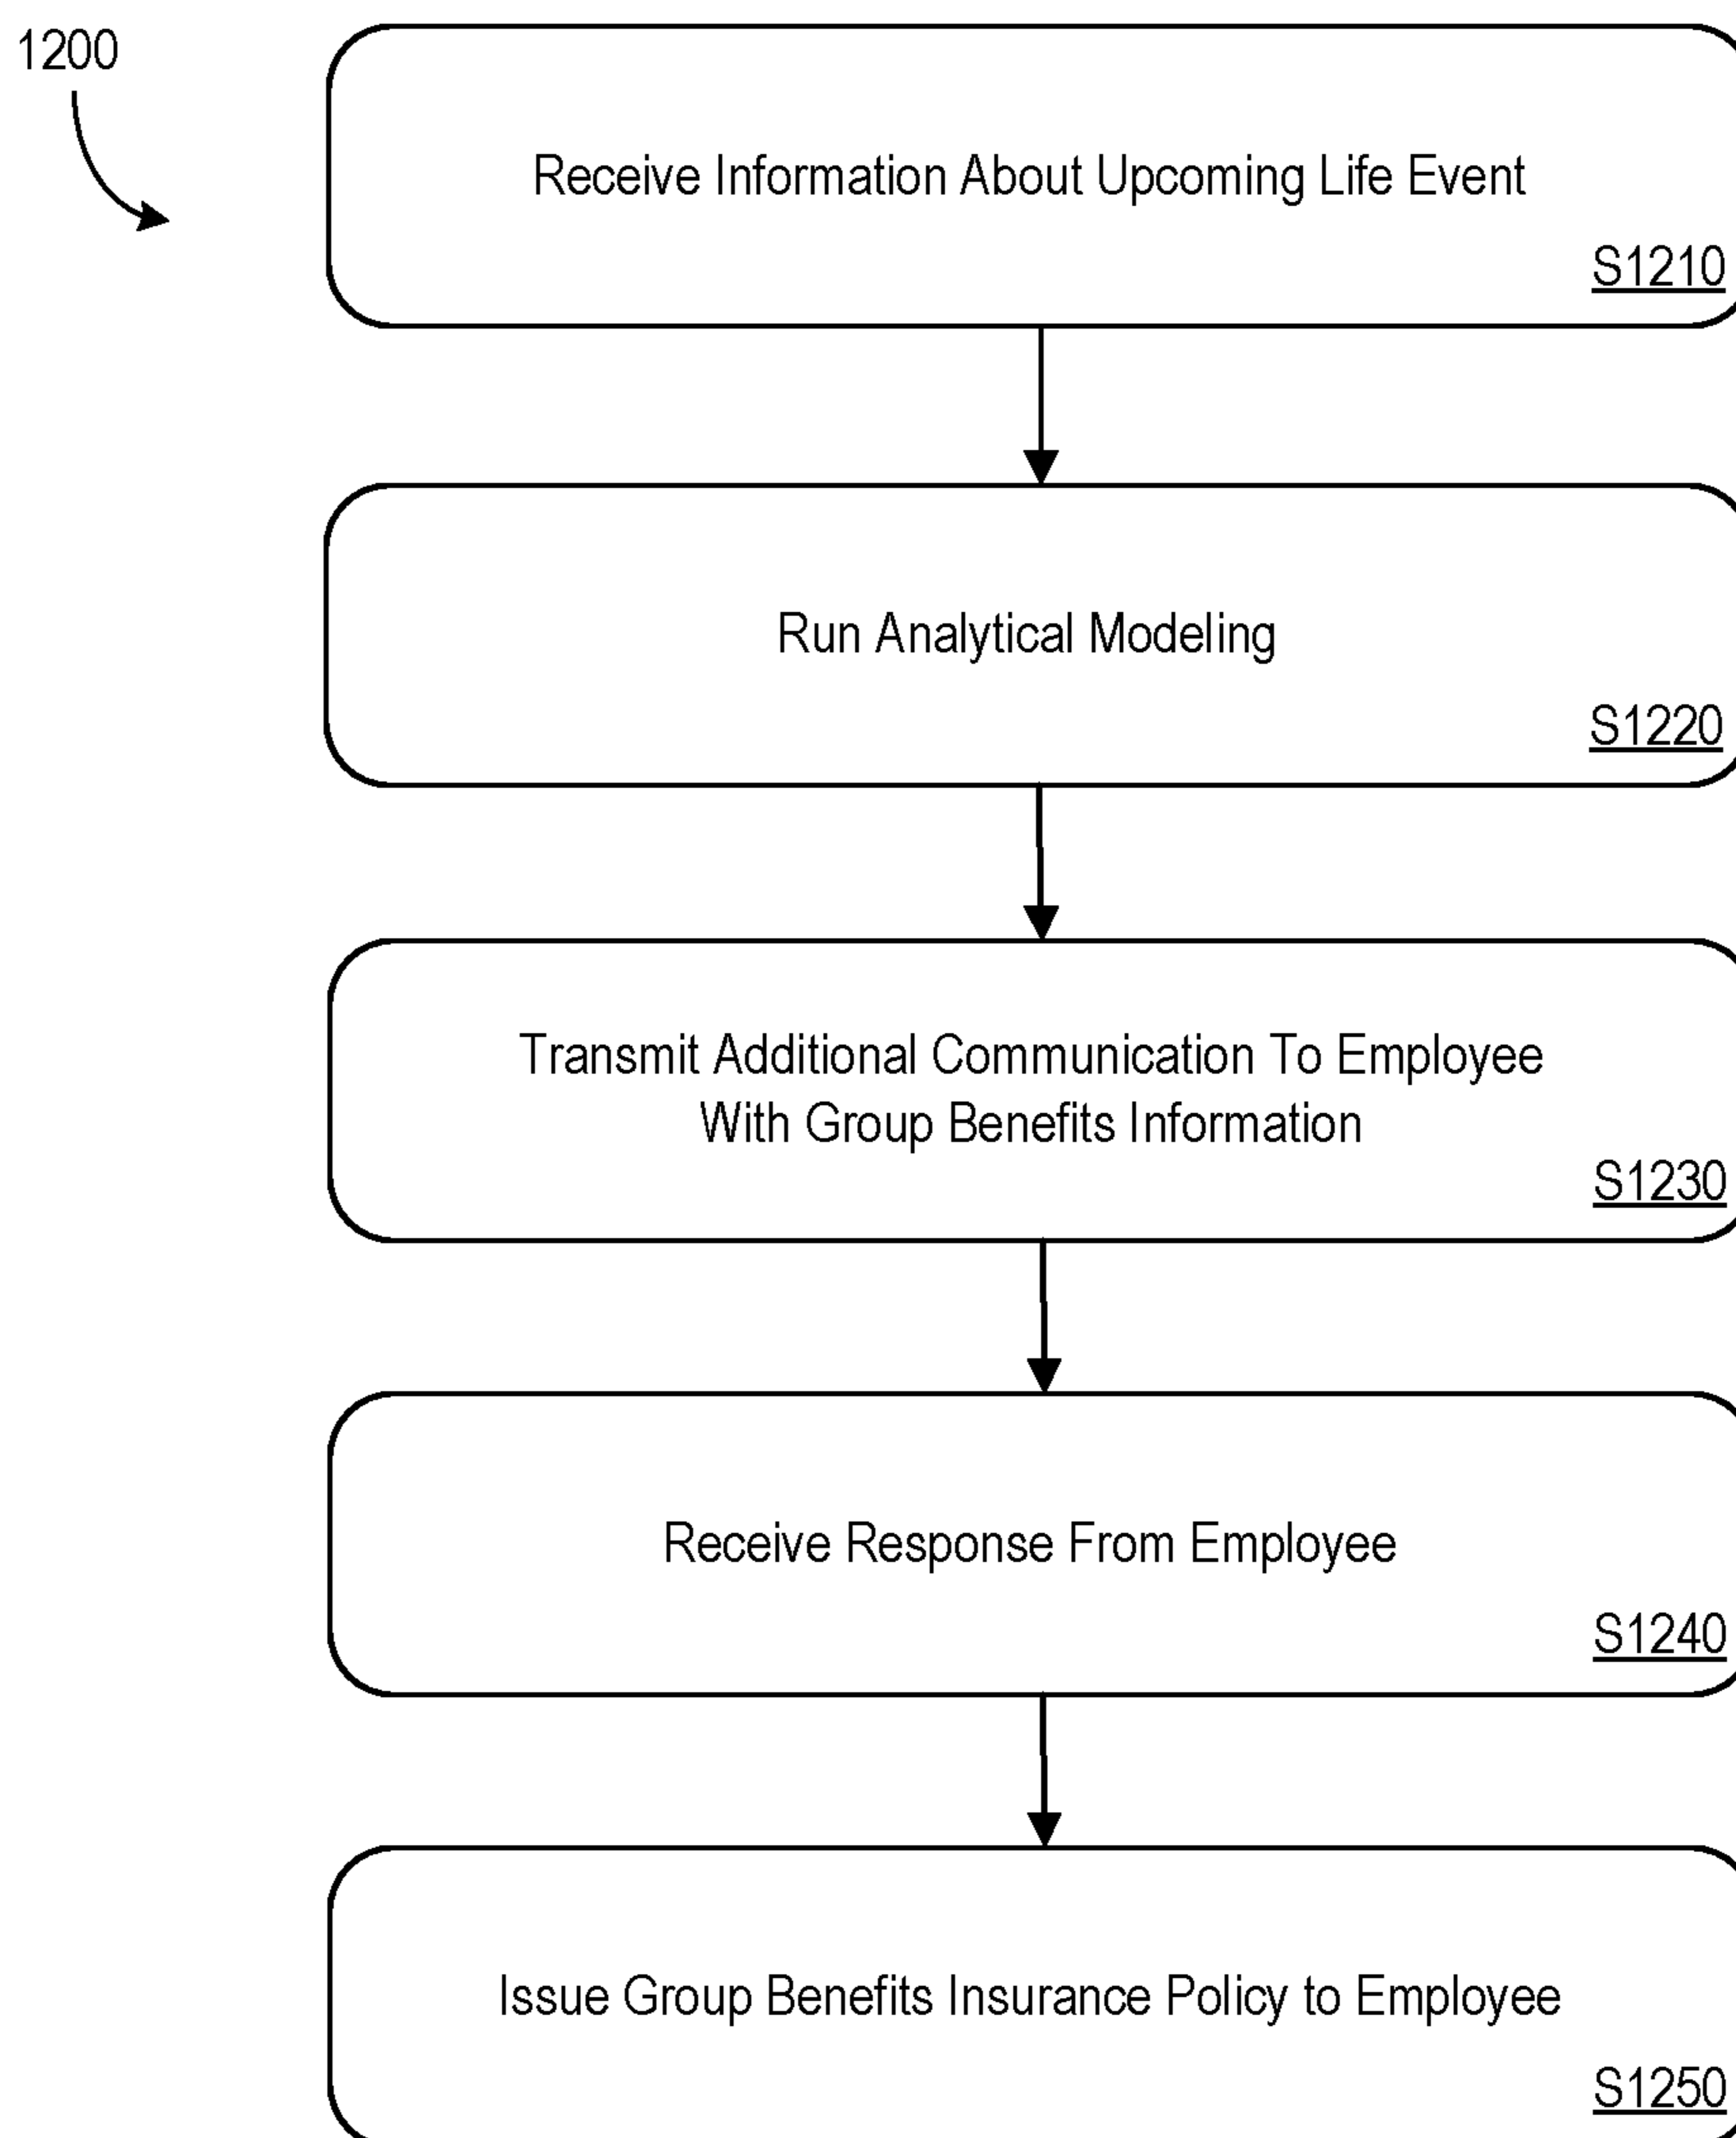 1200
Receive Information About Upcoming Life Event
S1210
Run Analytical Modeling
S1220
Transmit Additional Communication To Employee
With Group Benefits Information
S1230
Receive Response From Employee
S1240
Issue Group Benefits Insurance Policy to Employee
S1250